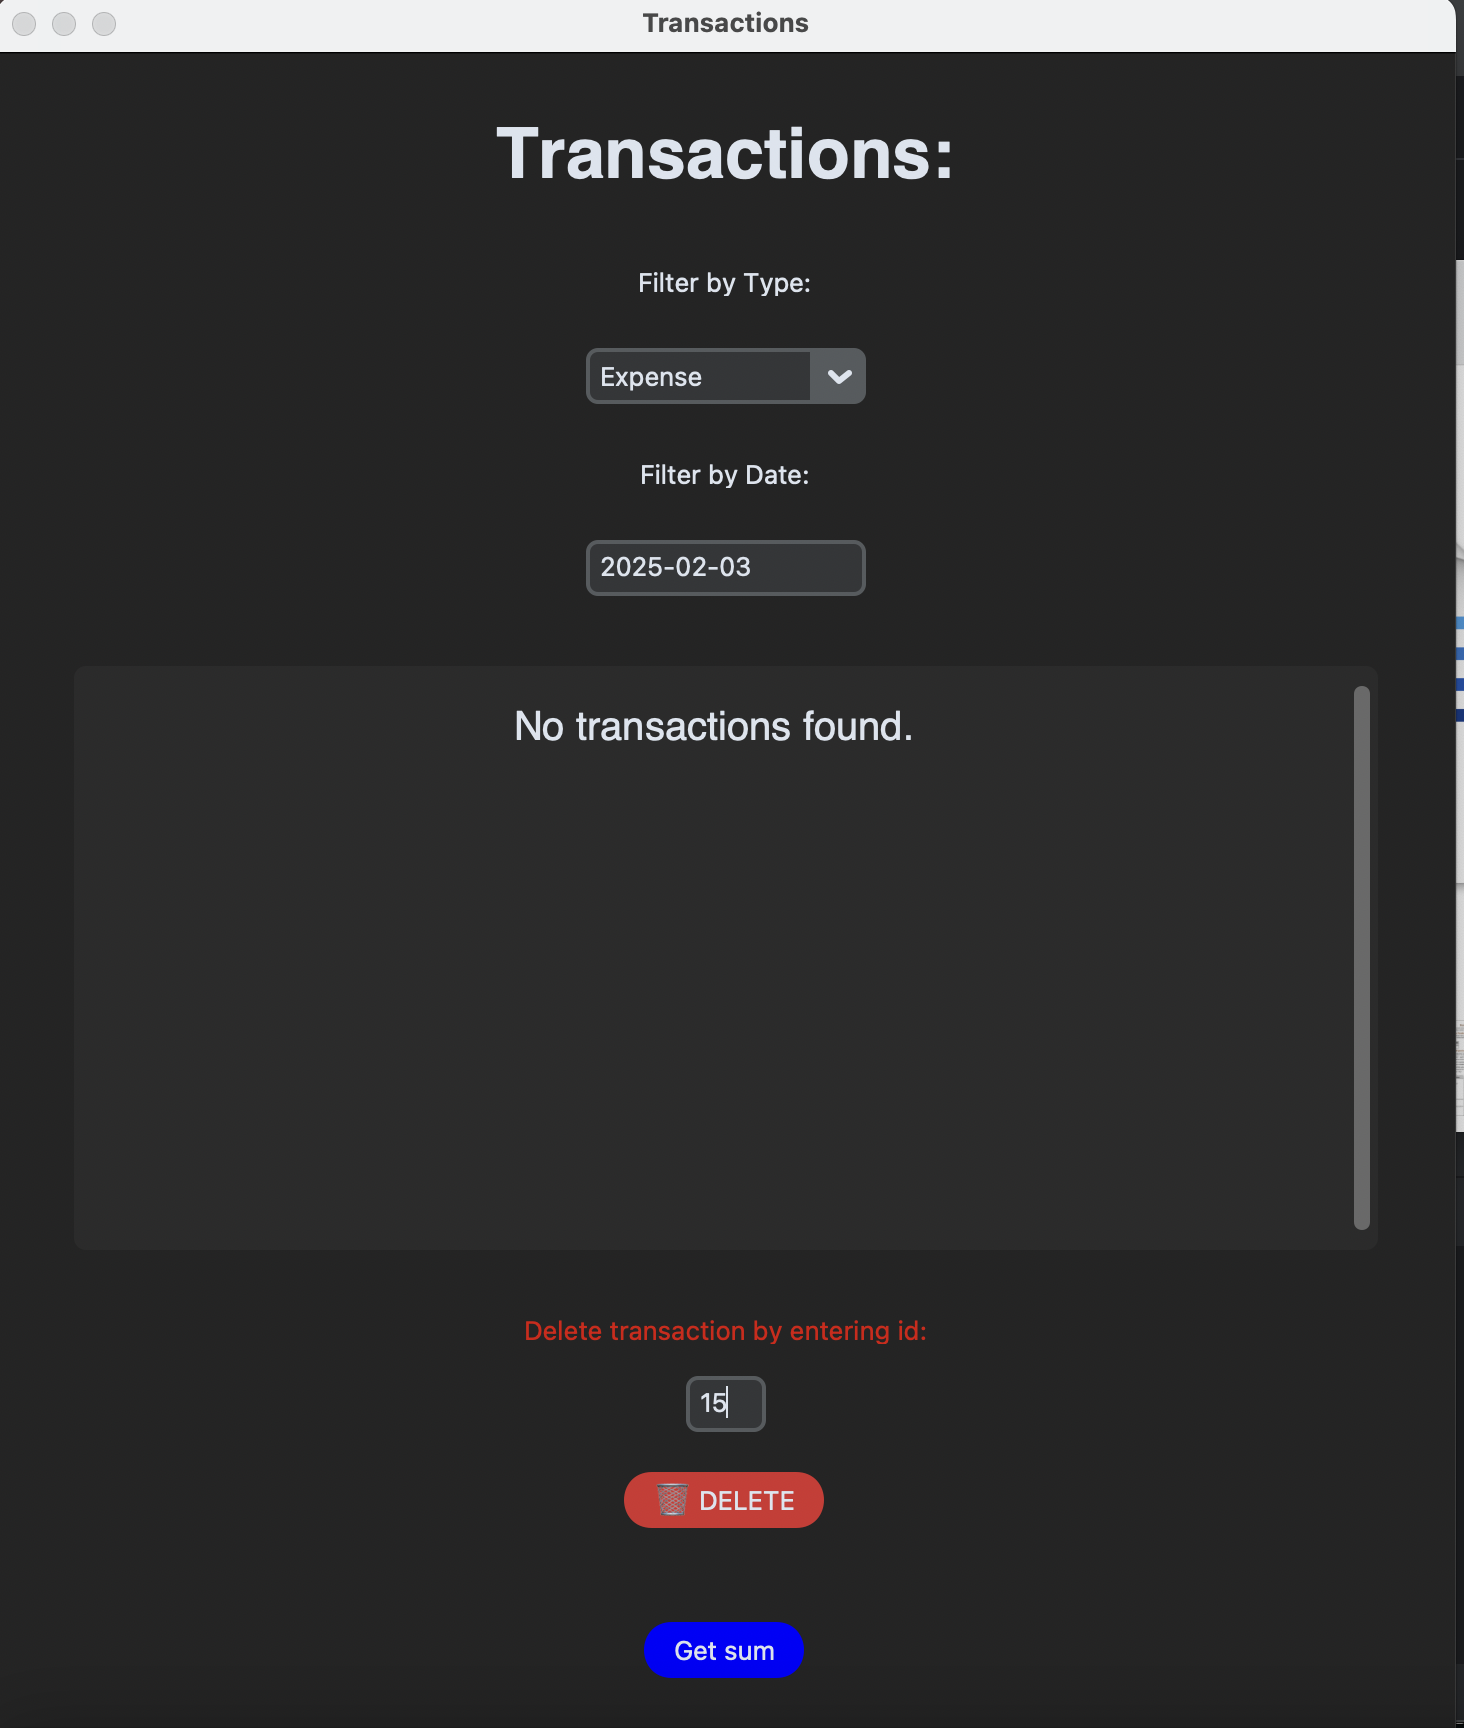 Transactions
Transactions:
Filter by Type:
Expense
Filter by Date:
2025-02-03
No transactions found.
Delete transaction by entering id:
15
DELETE
Get sum